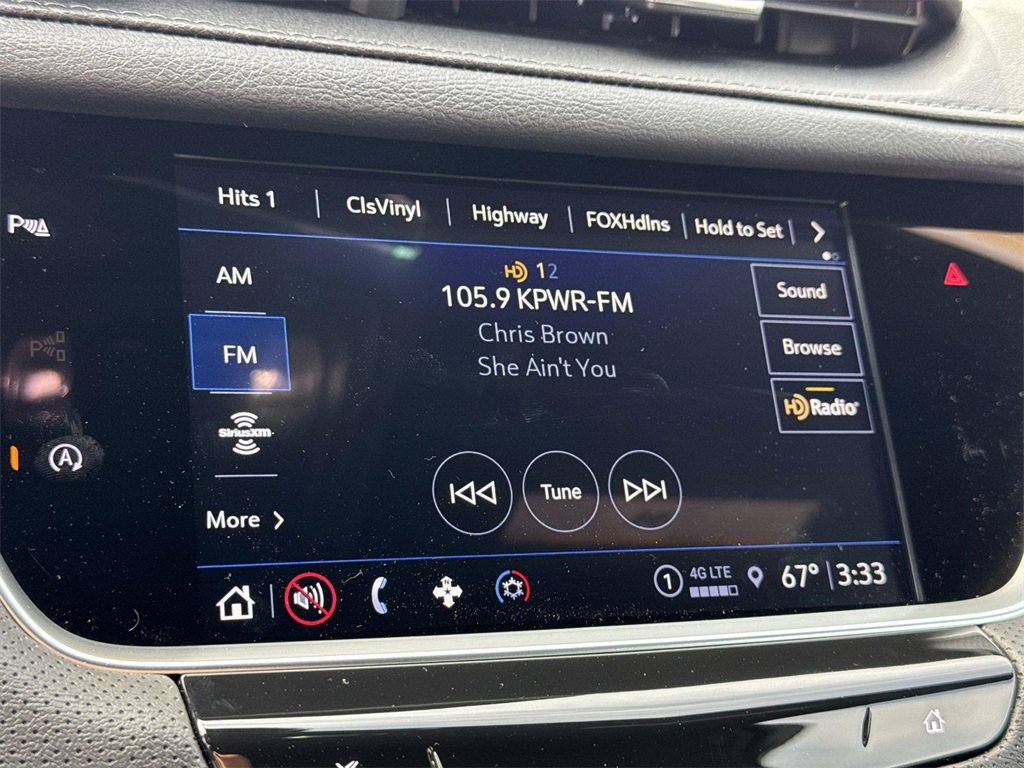 Hits 1
ClsVinyl
Highway
FOXHdlns
Hold to Set
P
AM
HD 12
105.9 KPWR-FM
Sound
FM
Chris Brown
She Ain't You
Browse
P
HD Radio
SiriusXM
A
Tune
More
1
4G LTE
67°
3:33
N